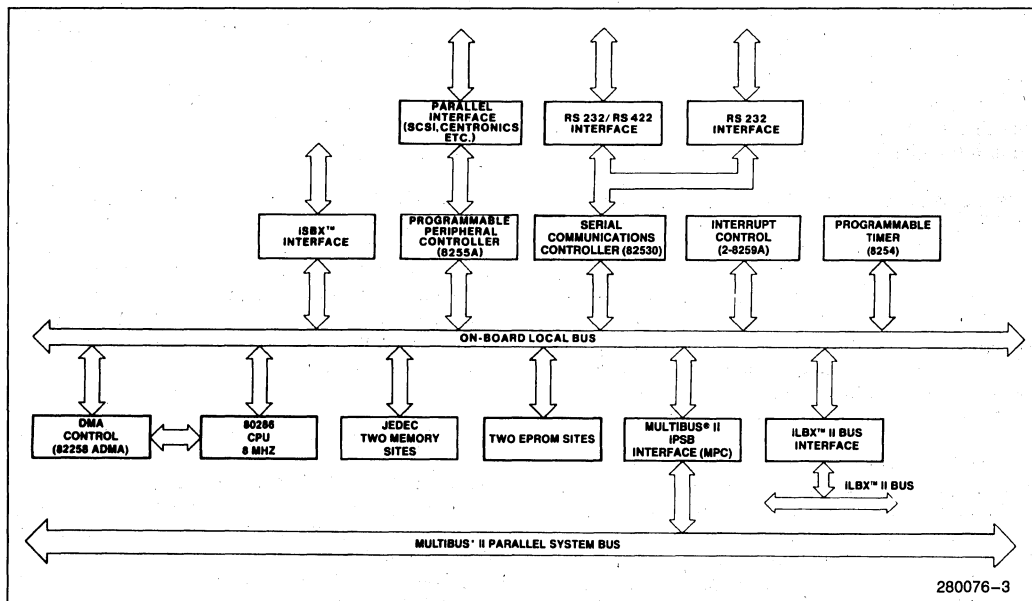 PARALLEL
INTERFACE
(SCSI, CENTRONICS
ETC.)
RS 232/ RS 422
INTERFACE
RS 232
INTERFACE
iSBX™
INTERFACE
PROGRAMMABLE
PERIPHERAL
CONTROLLER
(8255A)
SERIAL
COMMUNICATIONS
CONTROLLER (82530)
INTERRUPT
CONTROL
(2-8259A)
PROGRAMMABLE
TIMER
(8254)
ON-BOARD LOCAL BUS
DMA
CONTROL
(82258 ADMA)
80286
CPU
8 MHZ
JEDEC
TWO MEMORY
SITES
TWO EPROM SITES
MULTIBUS® II
iPSB
INTERFACE (MPC)
iLBX™ II BUS
INTERFACE
iLBX™ II BUS
MULTIBUS* II PARALLEL SYSTEM BUS
280076-3